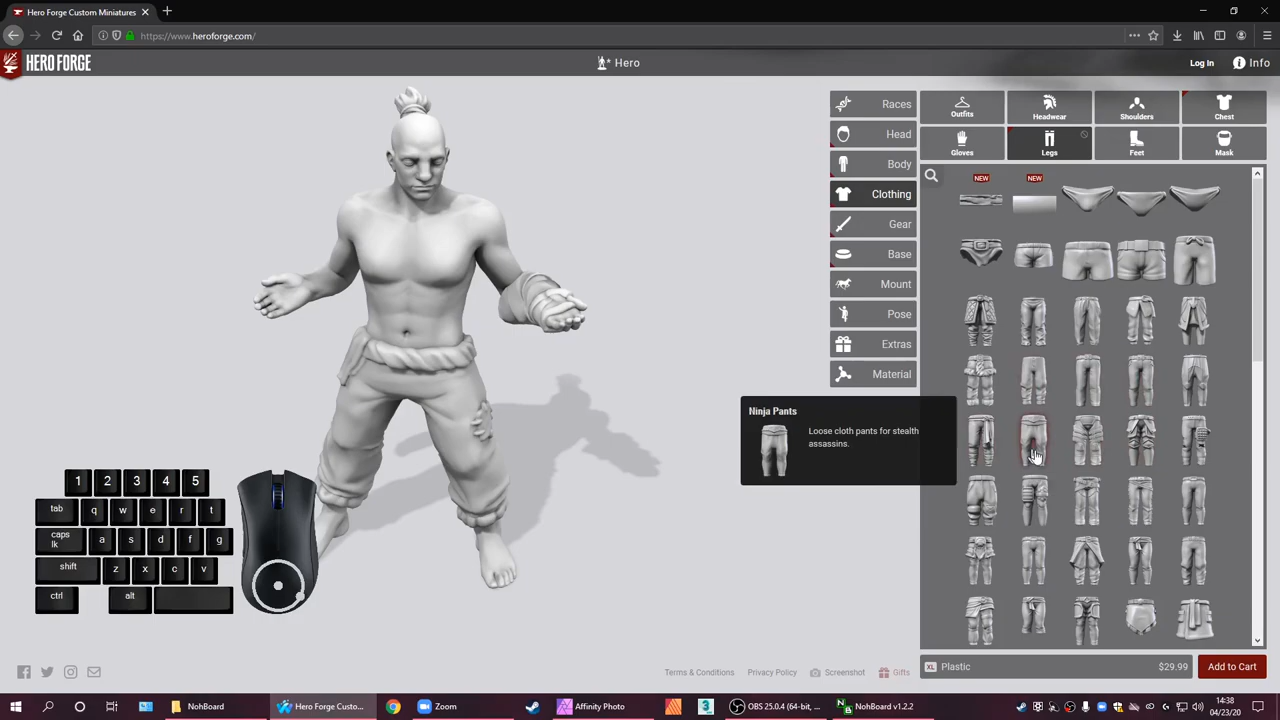 Hero Forge Custom Miniatures
https://www.heroforge.com/
HERO FORGE
* Hero
Log In
Info
Races
Head
Body
Clothing
Gear
Base
Mount
Pose
Extras
Material
Outfits
Headwear
Shoulders
Chest
Gloves
Legs
Feet
Mask
NEW
NEW
Ninja Pants
Loose cloth pants for stealth
assassins.
1 2 3 4 5
tab q w e r t
caps
lk
a s d f g
shift z x c v
ctrl alt
Terms & Conditions
Privacy Policy
Screenshot
Gifts
XL Plastic
$29.99
Add to Cart
NohBoard
Hero Forge Custo...
Zoom
Affinity Photo
OBS 25.0.4 (64-bit, ...
NohBoard v1.2.2
14:38
04/23/20